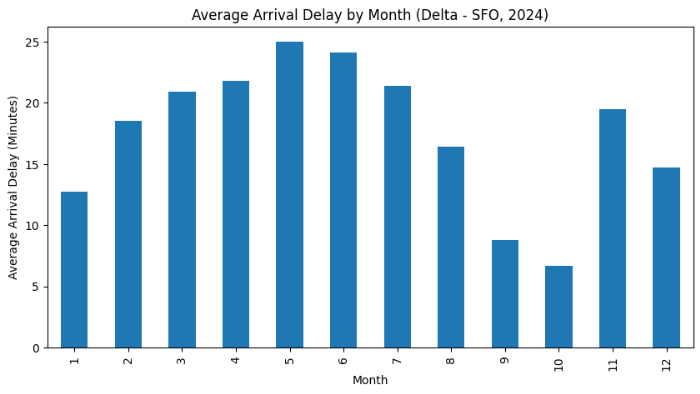 Average Arrival Delay by Month (Delta - SFO, 2024)
Average Arrival Delay (Minutes)
25
20
15
10
5
0
1 2 3 4 5 6 7 8 9 10 11 12
Month